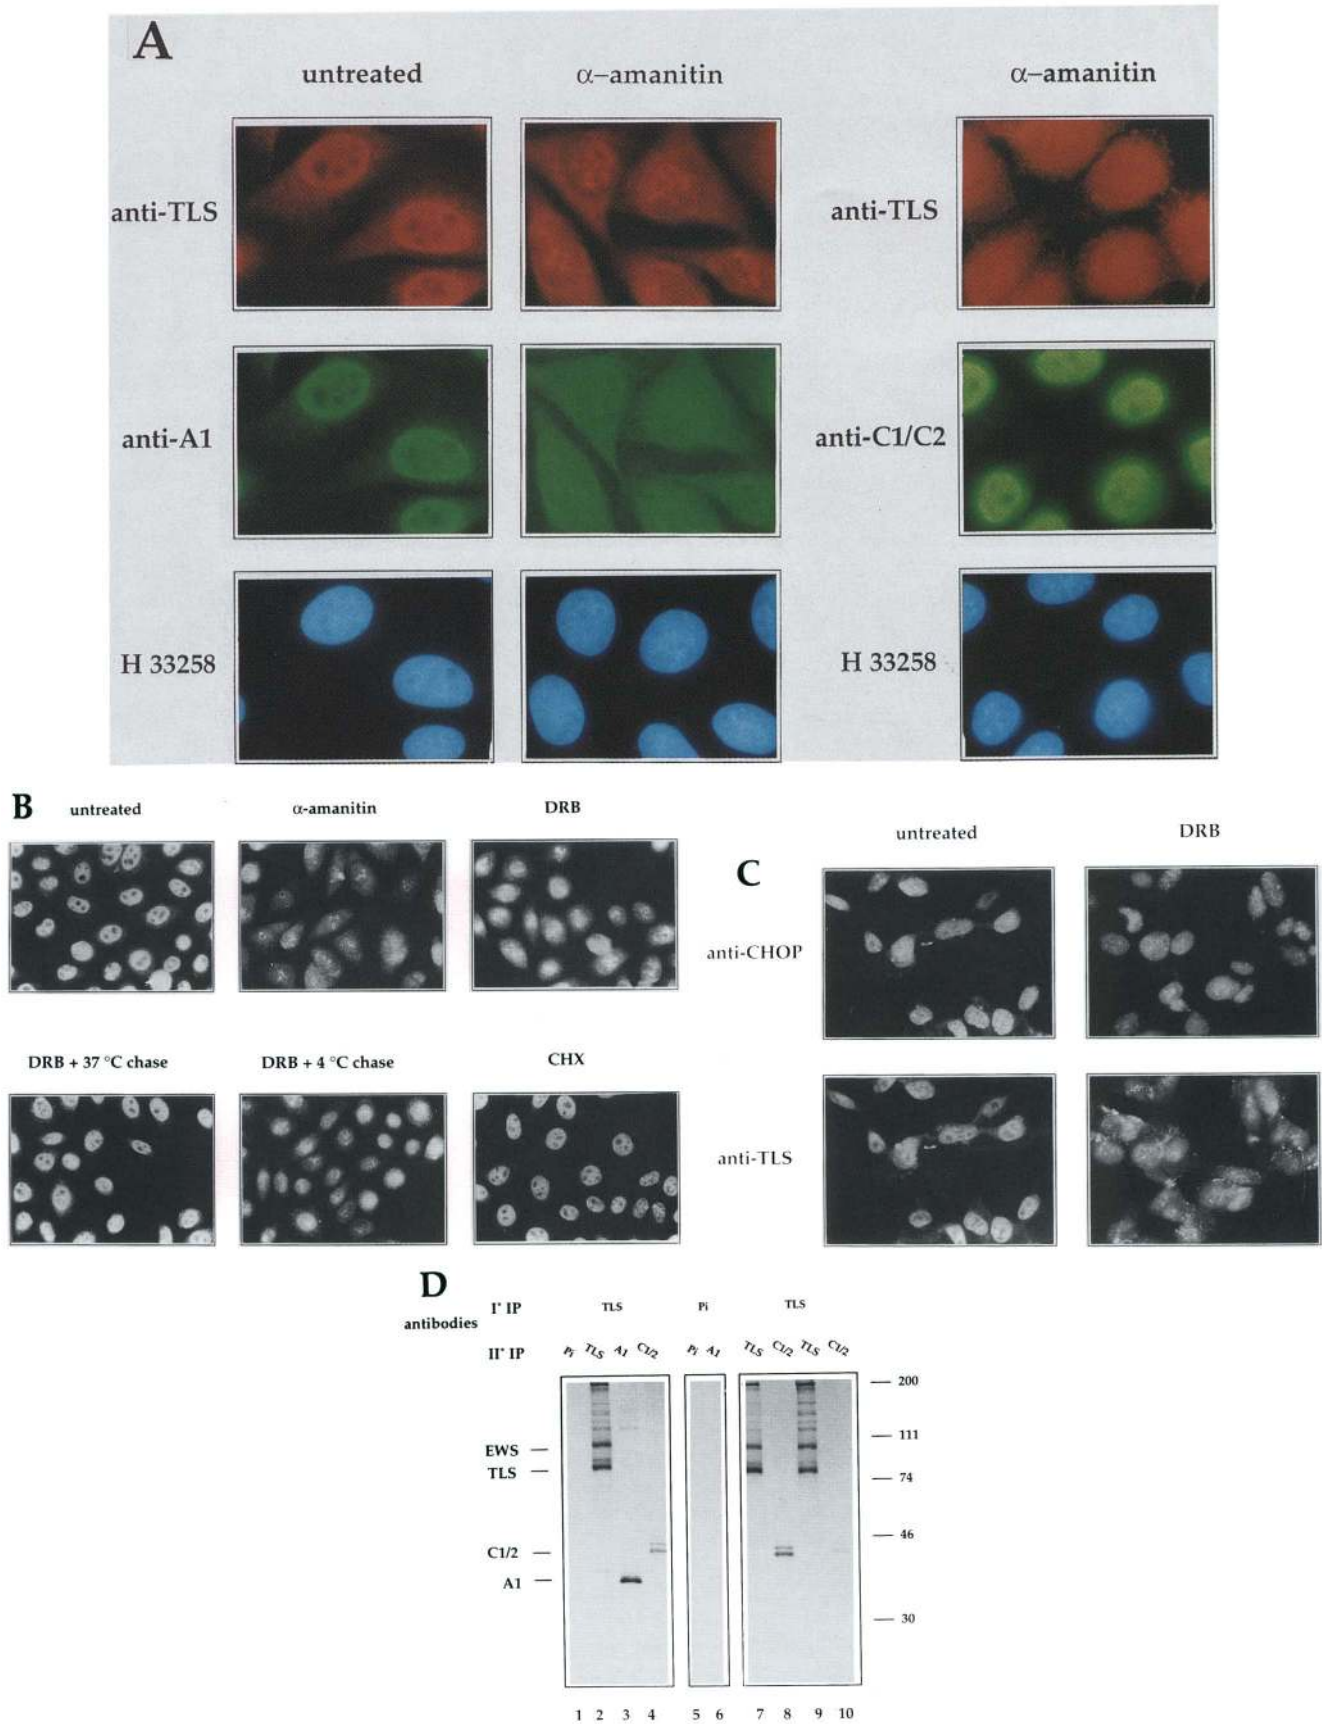 A
untreated α–amanitin α–amanitin
anti-TLS anti-TLS
anti-A1 anti-C1/C2
H 33258 H 33258
B
untreated α-amanitin DRB
DRB + 37 °C chase DRB + 4 °C chase CHX
C
untreated DRB
anti-CHOP
anti-TLS
D
antibodies
I° IP TLS Pi TLS
II° IP Pi TLS A1 C1/2 Pi A1 TLS C1/2 TLS C1/2
200
111
EWS
TLS
74
46
C1/2
A1
30
1 2 3 4 5 6 7 8 9 10